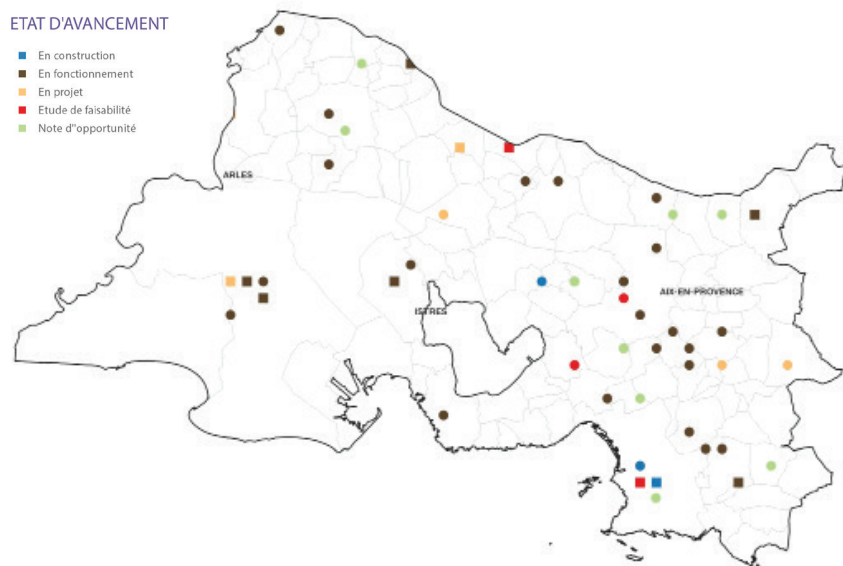 ETAT D'AVANCEMENT
En construction
En fonctionnement
En projet
Etude de faisabilité
Note d''opportunité
ARLES
AIX-EN-PROVENCE
ISTRES